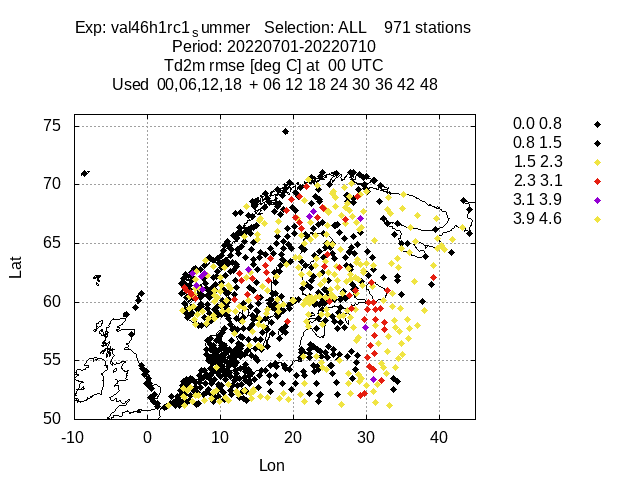 Exp: val46h1rc1summer   Selection: ALL    971 stations
Period: 20220701-20220710
Td2m rmse [deg C] at  00 UTC
Used  00,06,12,18  + 06 12 18 24 30 36 42 48
75
70
65
60
55
50
-10 0 10 20 30 40
Lat
Lon
0.0 0.8
0.8 1.5
1.5 2.3
2.3 3.1
3.1 3.9
3.9 4.6